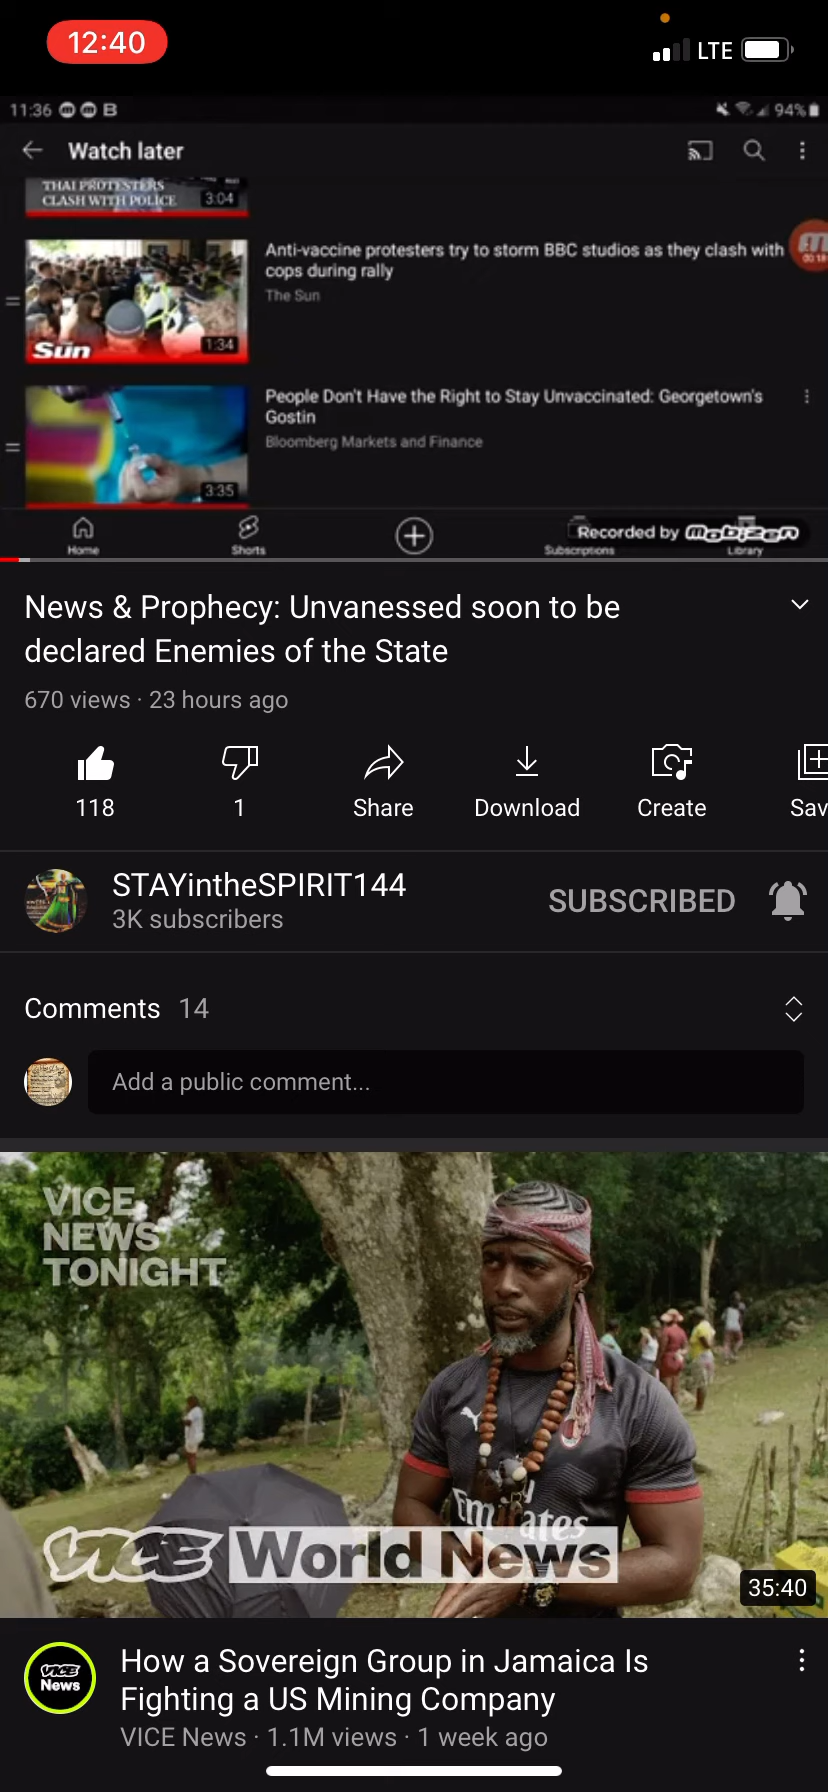 12:40
LTE
11:36
B
94%
Watch later
THAI PROTESTERS
CLASH WITH POLICE
3:04
Anti-vaccine protesters try to storm BBC studios as they clash with
cops during rally
The Sun
Sun
1:34
00:18
People Don't Have the Right to Stay Unvaccinated: Georgetown's
Gostin
Bloomberg Markets and Finance
3:35
Home
Shorts
Subscriptions
Library
Recorded by Mobizen
News & Prophecy: Unvanessed soon to be
declared Enemies of the State
670 views · 23 hours ago
118
1
Share
Download
Create
Sav
STAYintheSPIRIT144
3K subscribers
SUBSCRIBED
Comments 14
Add a public comment...
VICE
NEWS
TONIGHT
Emirates
VICE World News
35:40
VICE
News
How a Sovereign Group in Jamaica Is
Fighting a US Mining Company
VICE News · 1.1M views · 1 week ago